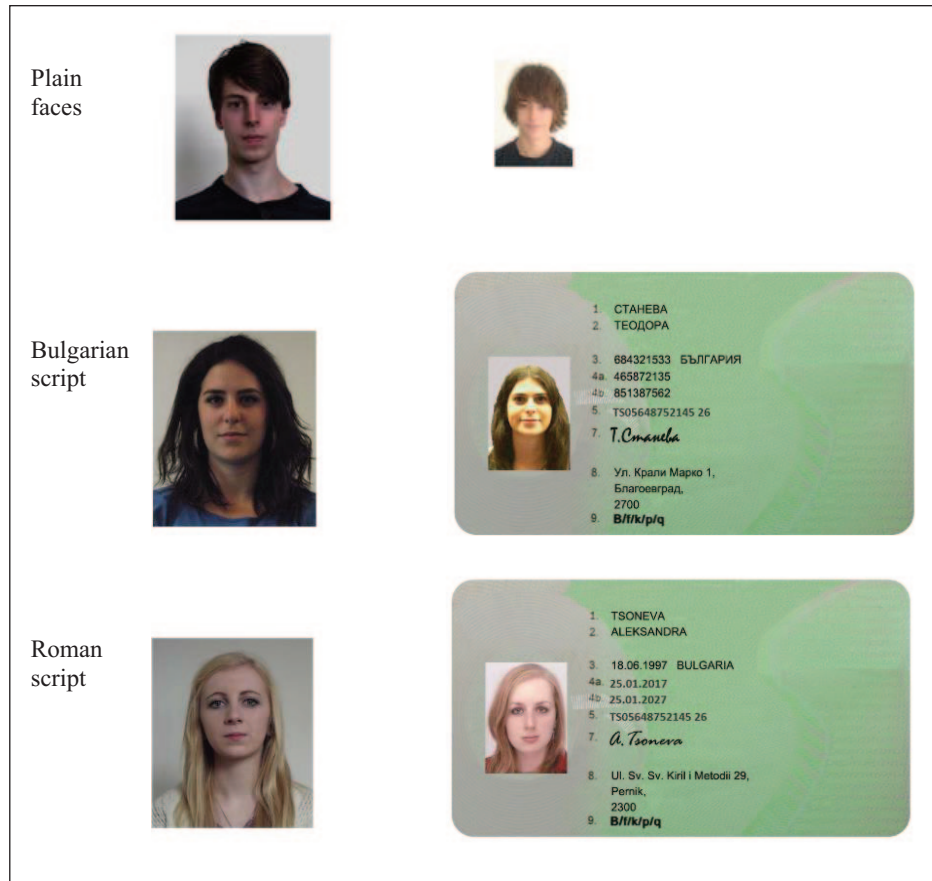 Plain
faces
Bulgarian
script
1. СТАНЕВА
2. ТЕОДОРА
3. 684321533 БЪЛГАРИЯ
4a. 465872135
4b. 851387562
5. TS05648752145 26
7. Т.Станева
8. Ул. Крали Марко 1,
Благоевград,
2700
9. B/f/k/p/q
Roman
script
1. TSONEVA
2. ALEKSANDRA
3. 18.06.1997 BULGARIA
4a. 25.01.2017
4b. 25.01.2027
5. TS05648752145 26
7. A. Tsoneva
8. Ul. Sv. Sv. Kiril i Metodii 29,
Pernik,
2300
9. B/f/k/p/q